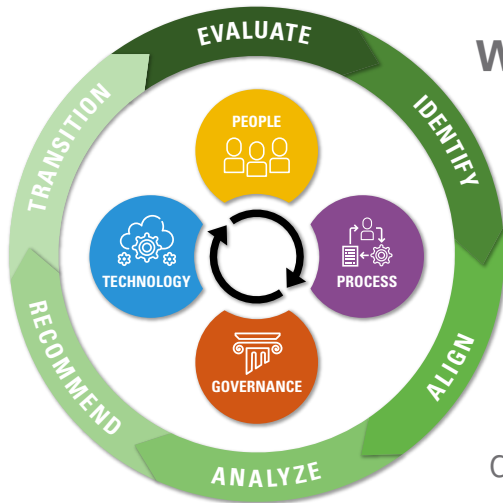 W
EVALUATE
IDENTIFY
ALIGN
ANALYZE
RECOMMEND
TRANSITION
PEOPLE
PROCESS
GOVERNANCE
TECHNOLOGY